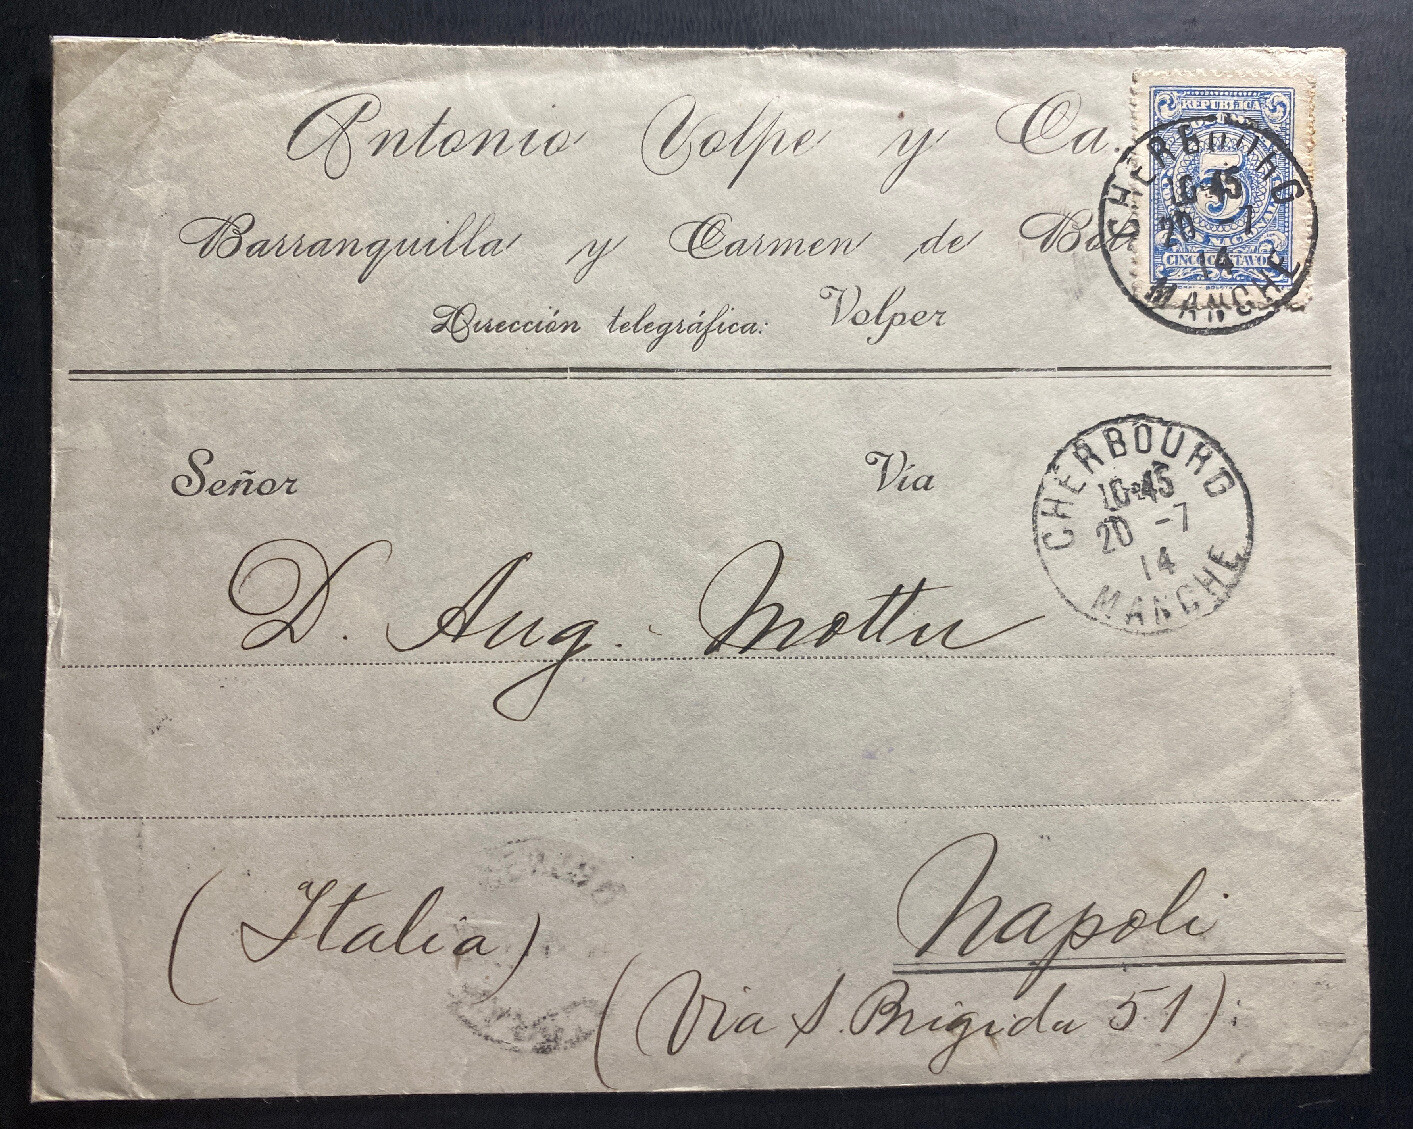 Antonio Volpe y Ca.
Barranquilla y Carmen de
Dirección telegráfica: Volper
REPUBLICA
5
CINCO CENTAVOS
CHERBOURG
10-45
20 -7
14
MANCHE
Señor
Vía
CHERBOURG
10-45
20 -7
14
MANCHE
D. Aug. Mottu
(Italia)
Napoli
(Via S. Brigida 51)